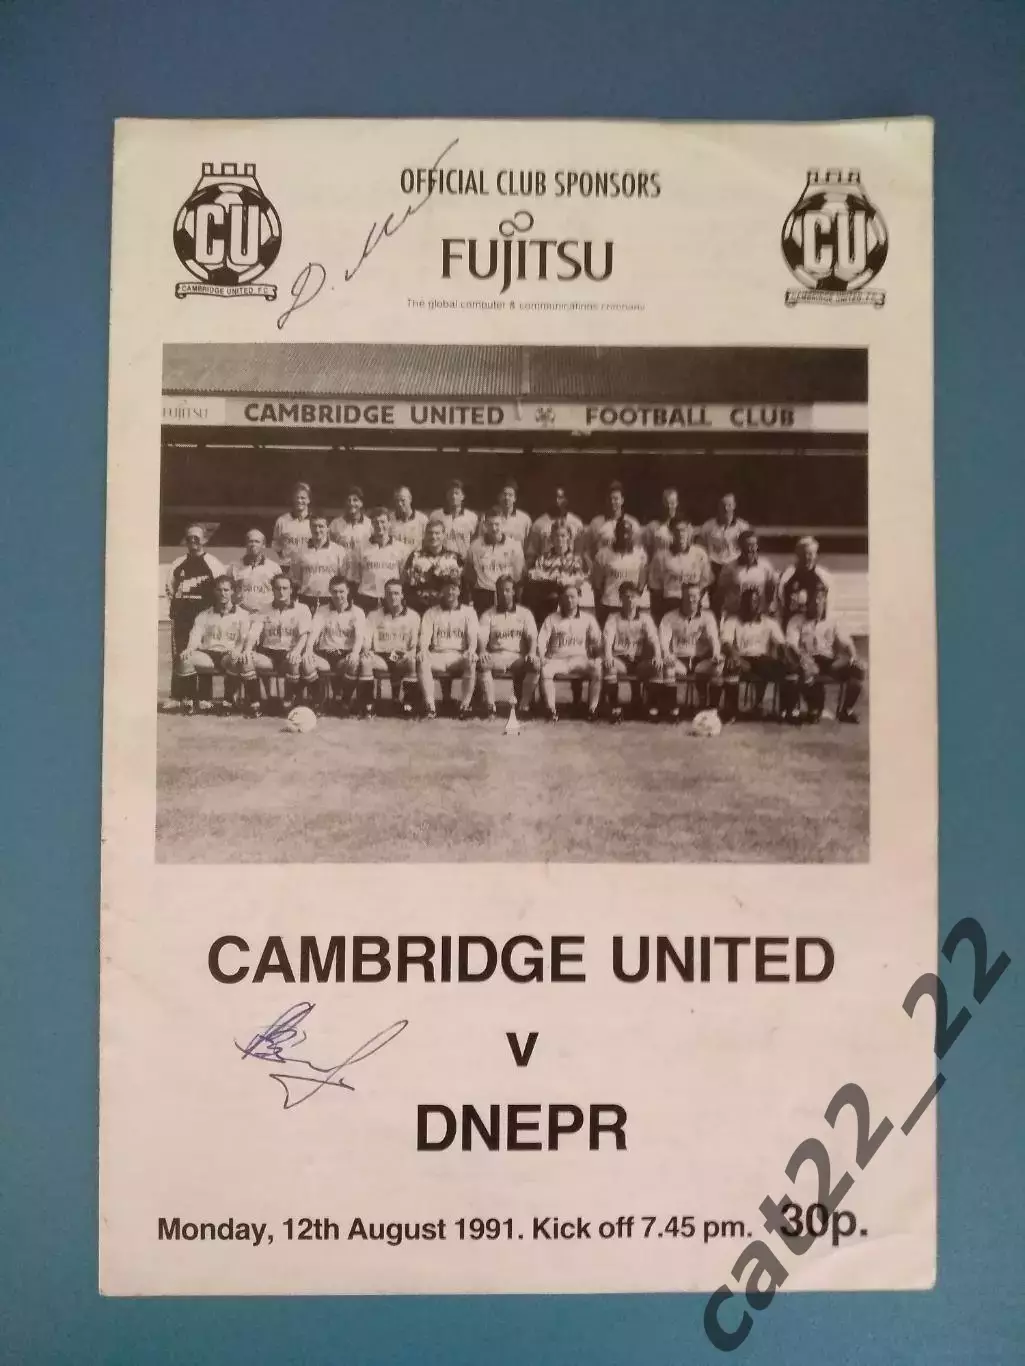 CU
CAMBRIDGE UNITED F.C.
OFFICIAL CLUB SPONSORS
FUJITSU
The global computer & communications company
CU
CAMBRIDGE UNITED F.C.
FUJITSU CAMBRIDGE UNITED FOOTBALL CLUB
CAMBRIDGE UNITED
v
DNEPR
Monday, 12th August 1991. Kick off 7.45 pm. 30p.
cat22_22